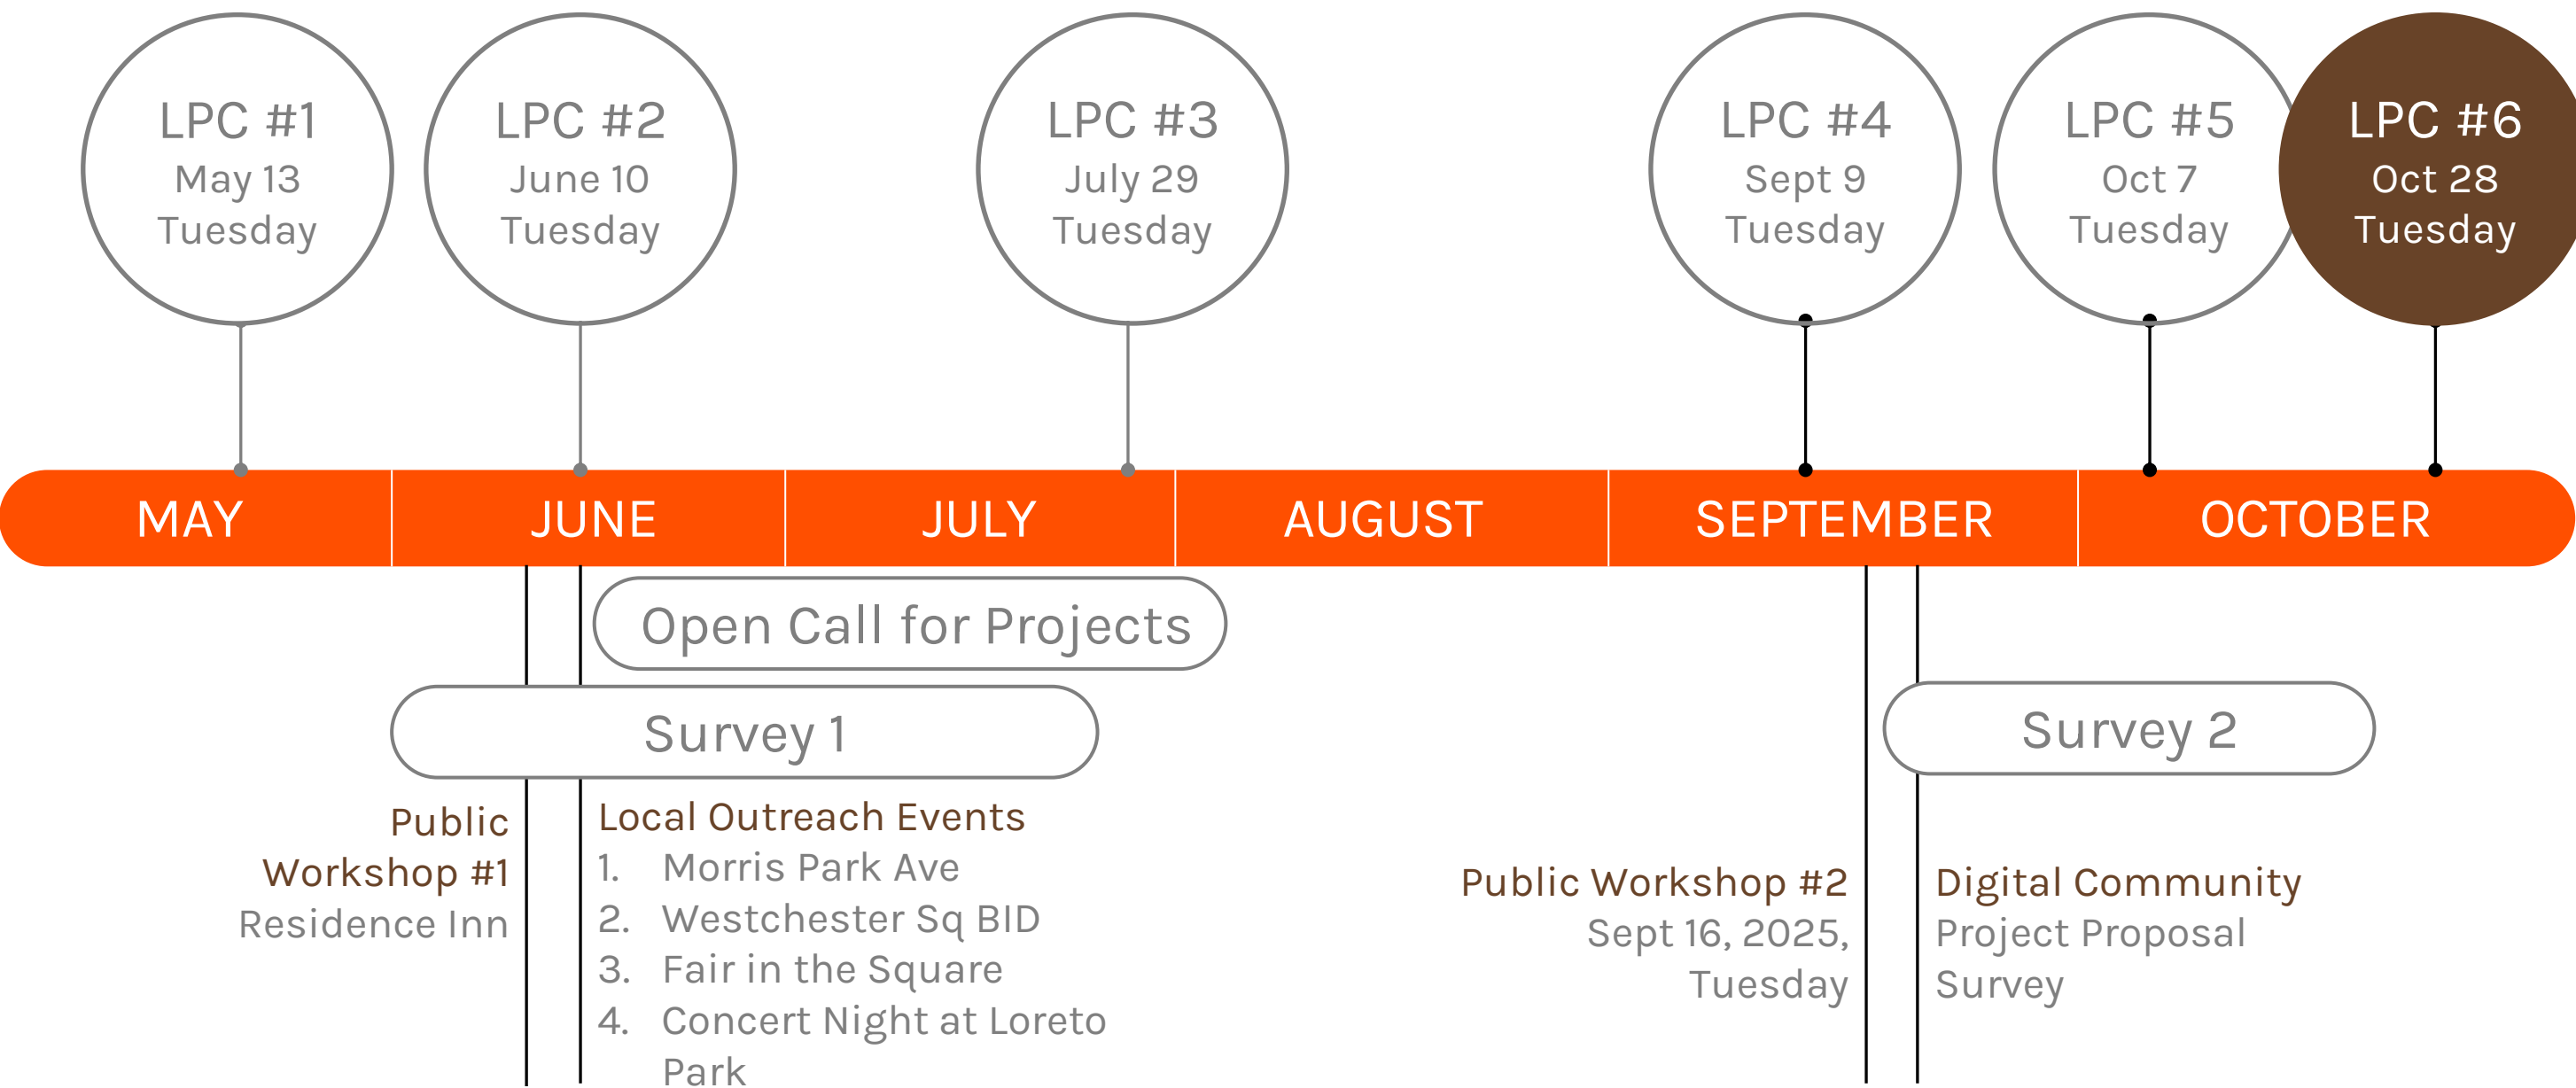 LPC #1
May 13
Tuesday
LPC #2
June 10
Tuesday
LPC #3
July 29
Tuesday
LPC #4
Sept 9
Tuesday
LPC #5
Oct 7
Tuesday
LPC #6
Oct 28
Tuesday
MAY
JUNE
JULY
AUGUST
SEPTEMBER
OCTOBER
Open Call for Projects
Survey 1
Survey 2
Public
Workshop #1
Residence Inn
Local Outreach Events
1. Morris Park Ave
2. Westchester Sq BID
3. Fair in the Square
4. Concert Night at Loreto
Park
Public Workshop #2
Sept 16, 2025,
Tuesday
Digital Community
Project Proposal
Survey